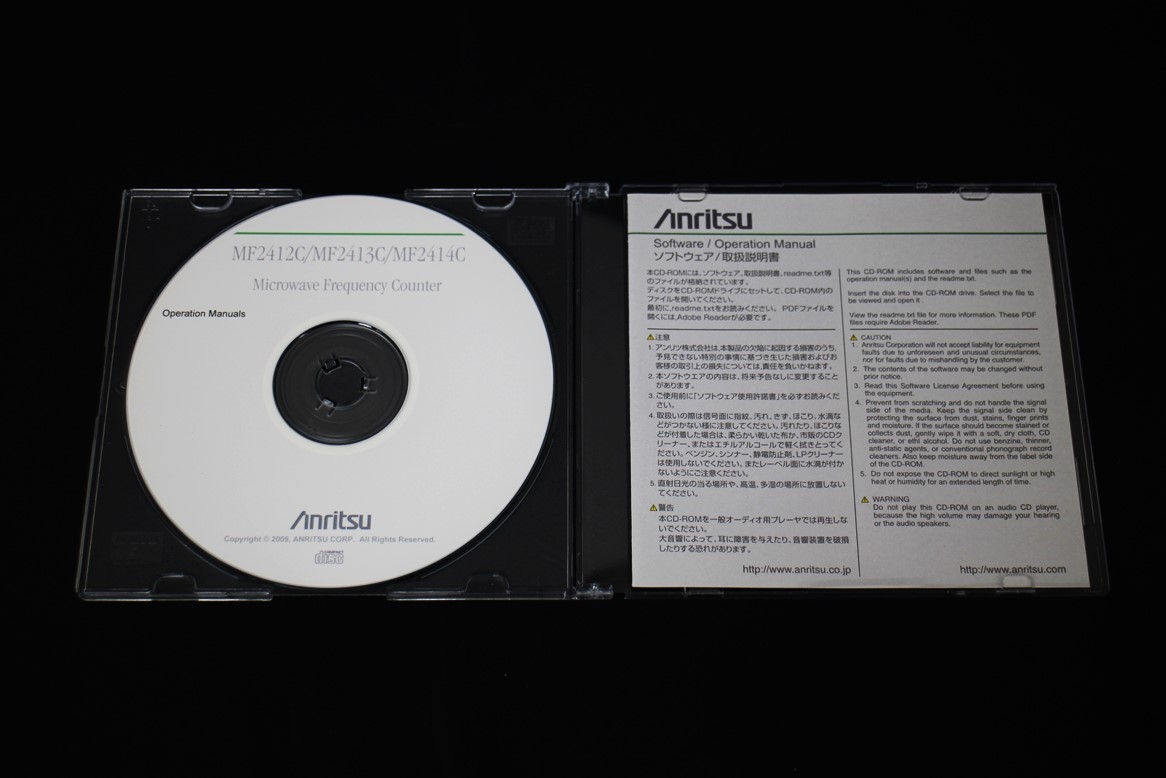 MF2412C/MF2413C/MF2414C
Microwave Frequency Counter
Operation Manuals
Anritsu
Copyright © 2009, ANRITSU CORP. All Rights Reserved.
COMPACT
disc
Anritsu
Software / Operation Manual
ソフトウェア/取扱説明書
本CD-ROMには、ソフトウェア、取扱説明書、readme.txt等
のファイルが格納されています。
ディスクをCD-ROMドライブにセットして、CD-ROM内の
ファイルを開いてください。
最初に、readme.txtをお読みください。 PDFファイルを
開くには、Adobe Readerが必要です。
注意
1. アンリツ株式会社は、本製品の欠陥に起因する損害のうち、
予見できない特別の事情に基づき生じた損害およびお
客様の取引上の損失については、責任を負いかねます。
2. 本ソフトウエアの内容は、将来予告なしに変更すること
があります。
3. ご使用前に「ソフトウェア使用許諾書」を必ずお読みくだ
さい。
4. 取扱いの際は信号面に指紋、汚れ、きず、ほこり、水滴な
どがつかない様に注意してください。汚れたり、ほこりな
どが付着した場合は、柔らかい乾いた布か、市販のCDク
リーナー、またはエチルアルコールで軽く拭きとってく
ださい。ベンジン、シンナー、静電防止剤、LPクリーナー
は使用しないでください。またレーベル面に水滴が付か
ないようにご注意ください。
5. 直射日光の当る場所や、高温、多湿の場所に放置しない
でください。
警告
本CD-ROMを一般オーディオ用プレーヤでは再生しな
いでください。
大音響によって、耳に障害を与えたり、音響装置を破損
したりする恐れがあります。
http://www.anritsu.co.jp
This CD-ROM includes software and files such as the
operation manual(s) and the readme.txt.
Insert the disk into the CD-ROM drive. Select the file to
be viewed and open it .
View the readme.txt file for more information. These PDF
files require Adobe Reader.
CAUTION
1. Anritsu Corporation will not accept liability for equipment
faults due to unforeseen and unusual circumstances,
nor for faults due to mishandling by the customer.
2. The contents of the software may be changed without
prior notice.
3. Read this Software License Agreement before using
the equipment.
4. Prevent from scratching and do not handle the signal
side of the media. Keep the signal side clean by
protecting the surface from dust, stains, finger prints
and moisture. If the surface should become stained or
collects dust, gently wipe it with a soft, dry cloth, CD
cleaner, or ethl alcohol. Do not use benzine, thinner,
anti-static agents, or conventional phonograph record
cleaners. Also keep moisture away from the label side
of the CD-ROM.
5. Do not expose the CD-ROM to direct sunlight or high
heat or humidity for an extended length of time.
WARNING
Do not play this CD-ROM on an audio CD player,
because the high volume may damage your hearing
or the audio speakers.
http://www.anritsu.com